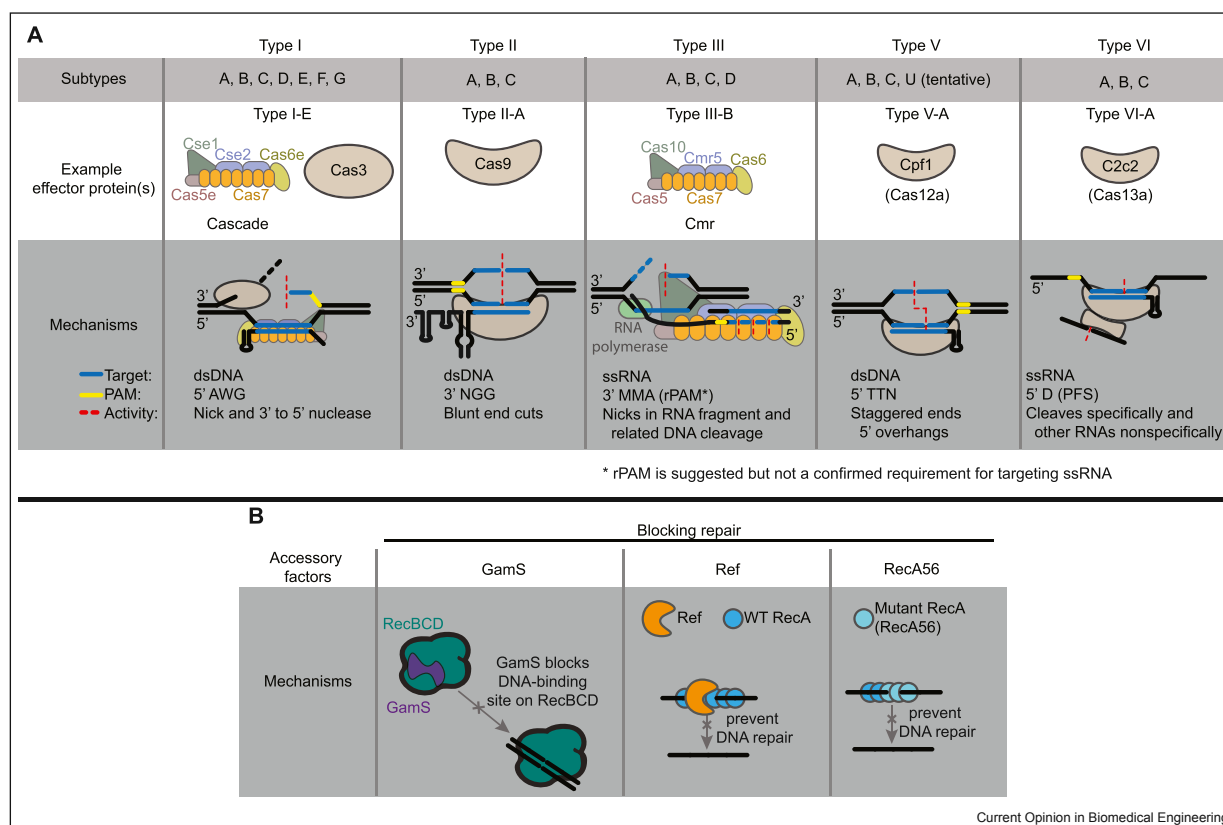 A
Type I
Type II
Type III
Type V
Type VI
Subtypes
A, B, C, D, E, F, G
A, B, C
A, B, C, D
A, B, C, U (tentative)
A, B, C
Example
effector protein(s)
Type I-E
Cse1
Cse2
Cas6e
Cas5e
Cas7
Cas3
Cascade
Type II-A
Cas9
Type III-B
Cas10
Cmr5
Cas6
Cas5
Cas7
Cmr
Type V-A
Cpf1
(Cas12a)
Type VI-A
C2c2
(Cas13a)
Mechanisms
Target:
PAM:
Activity:
3’
5’
dsDNA
5’ AWG
Nick and 3’ to 5’ nuclease
3’
5’
3’
dsDNA
3’ NGG
Blunt end cuts
3’
5’
3’
5’
RNA
polymerase
ssRNA
3’ MMA (rPAM*)
Nicks in RNA fragment and
related DNA cleavage
3’
5’
dsDNA
5’ TTN
Staggered ends
5’ overhangs
5’
ssRNA
5’ D (PFS)
Cleaves specifically and
other RNAs nonspecifically
* rPAM is suggested but not a confirmed requirement for targeting ssRNA
B
Blocking repair
Accessory
factors
GamS
Ref
RecA56
Mechanisms
RecBCD
GamS
GamS blocks
DNA-binding
site on RecBCD
Ref
WT RecA
prevent
DNA repair
Mutant RecA
(RecA56)
prevent
DNA repair
Current Opinion in Biomedical Engineering